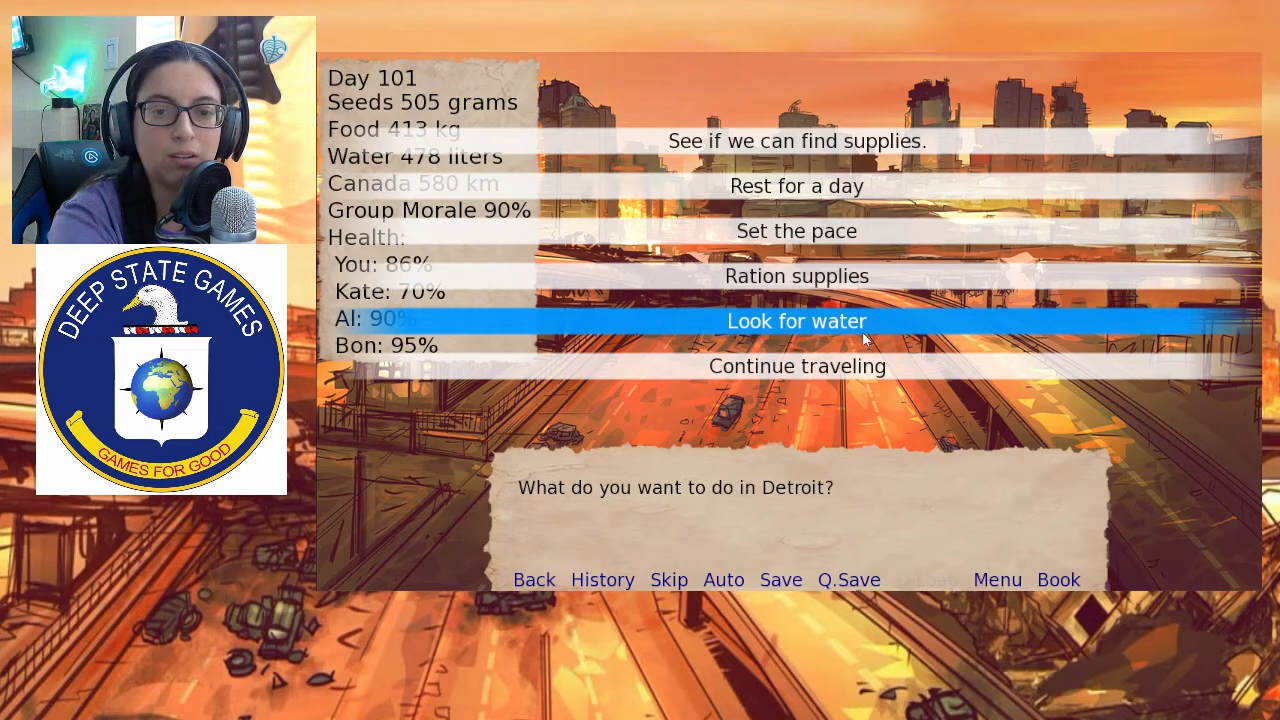 Day 101
Seeds 505 grams
Food 413 kg
Water 478 liters
Canada 580 km
Group Morale 90%
Health:
You: 86%
Kate: 70%
Al: 90%
Bon: 95%
See if we can find supplies.
Rest for a day
Set the pace
Ration supplies
Look for water
Continue traveling
DEEP STATE GAMES
GAMES FOR GOOD
What do you want to do in Detroit?
Back History Skip Auto Save Q.Save Load Menu Book